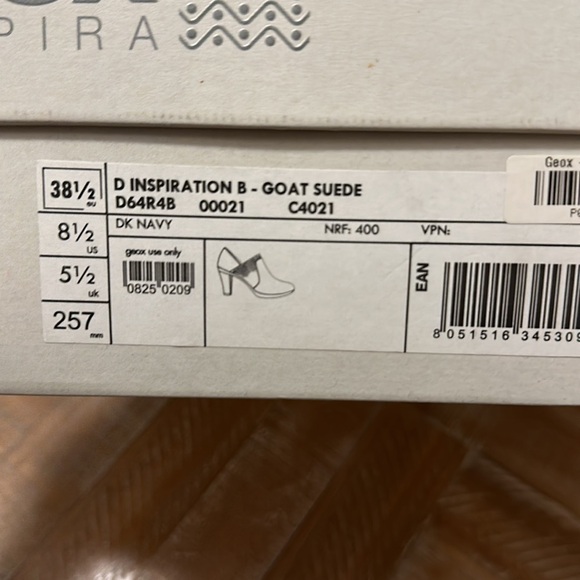 PIRA
38½ eu
D INSPIRATION B - GOAT SUEDE
D64R4B 00021 C4021
Geox
8½ us
DK NAVY NRF: 400 VPN:
5½ uk
geox use only
0825 0209
EAN
257 mm
8 051516 345309